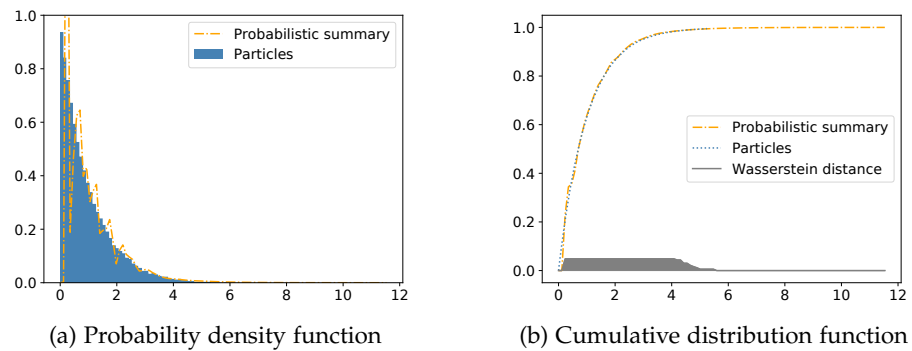 1.0
0.8
0.6
0.4
0.2
0.0
0 2 4 6 8 10 12
Probabilistic summary
Particles
(a) Probability density function
1.0
0.8
0.6
0.4
0.2
0.0
0 2 4 6 8 10 12
Probabilistic summary
Particles
Wasserstein distance
(b) Cumulative distribution function